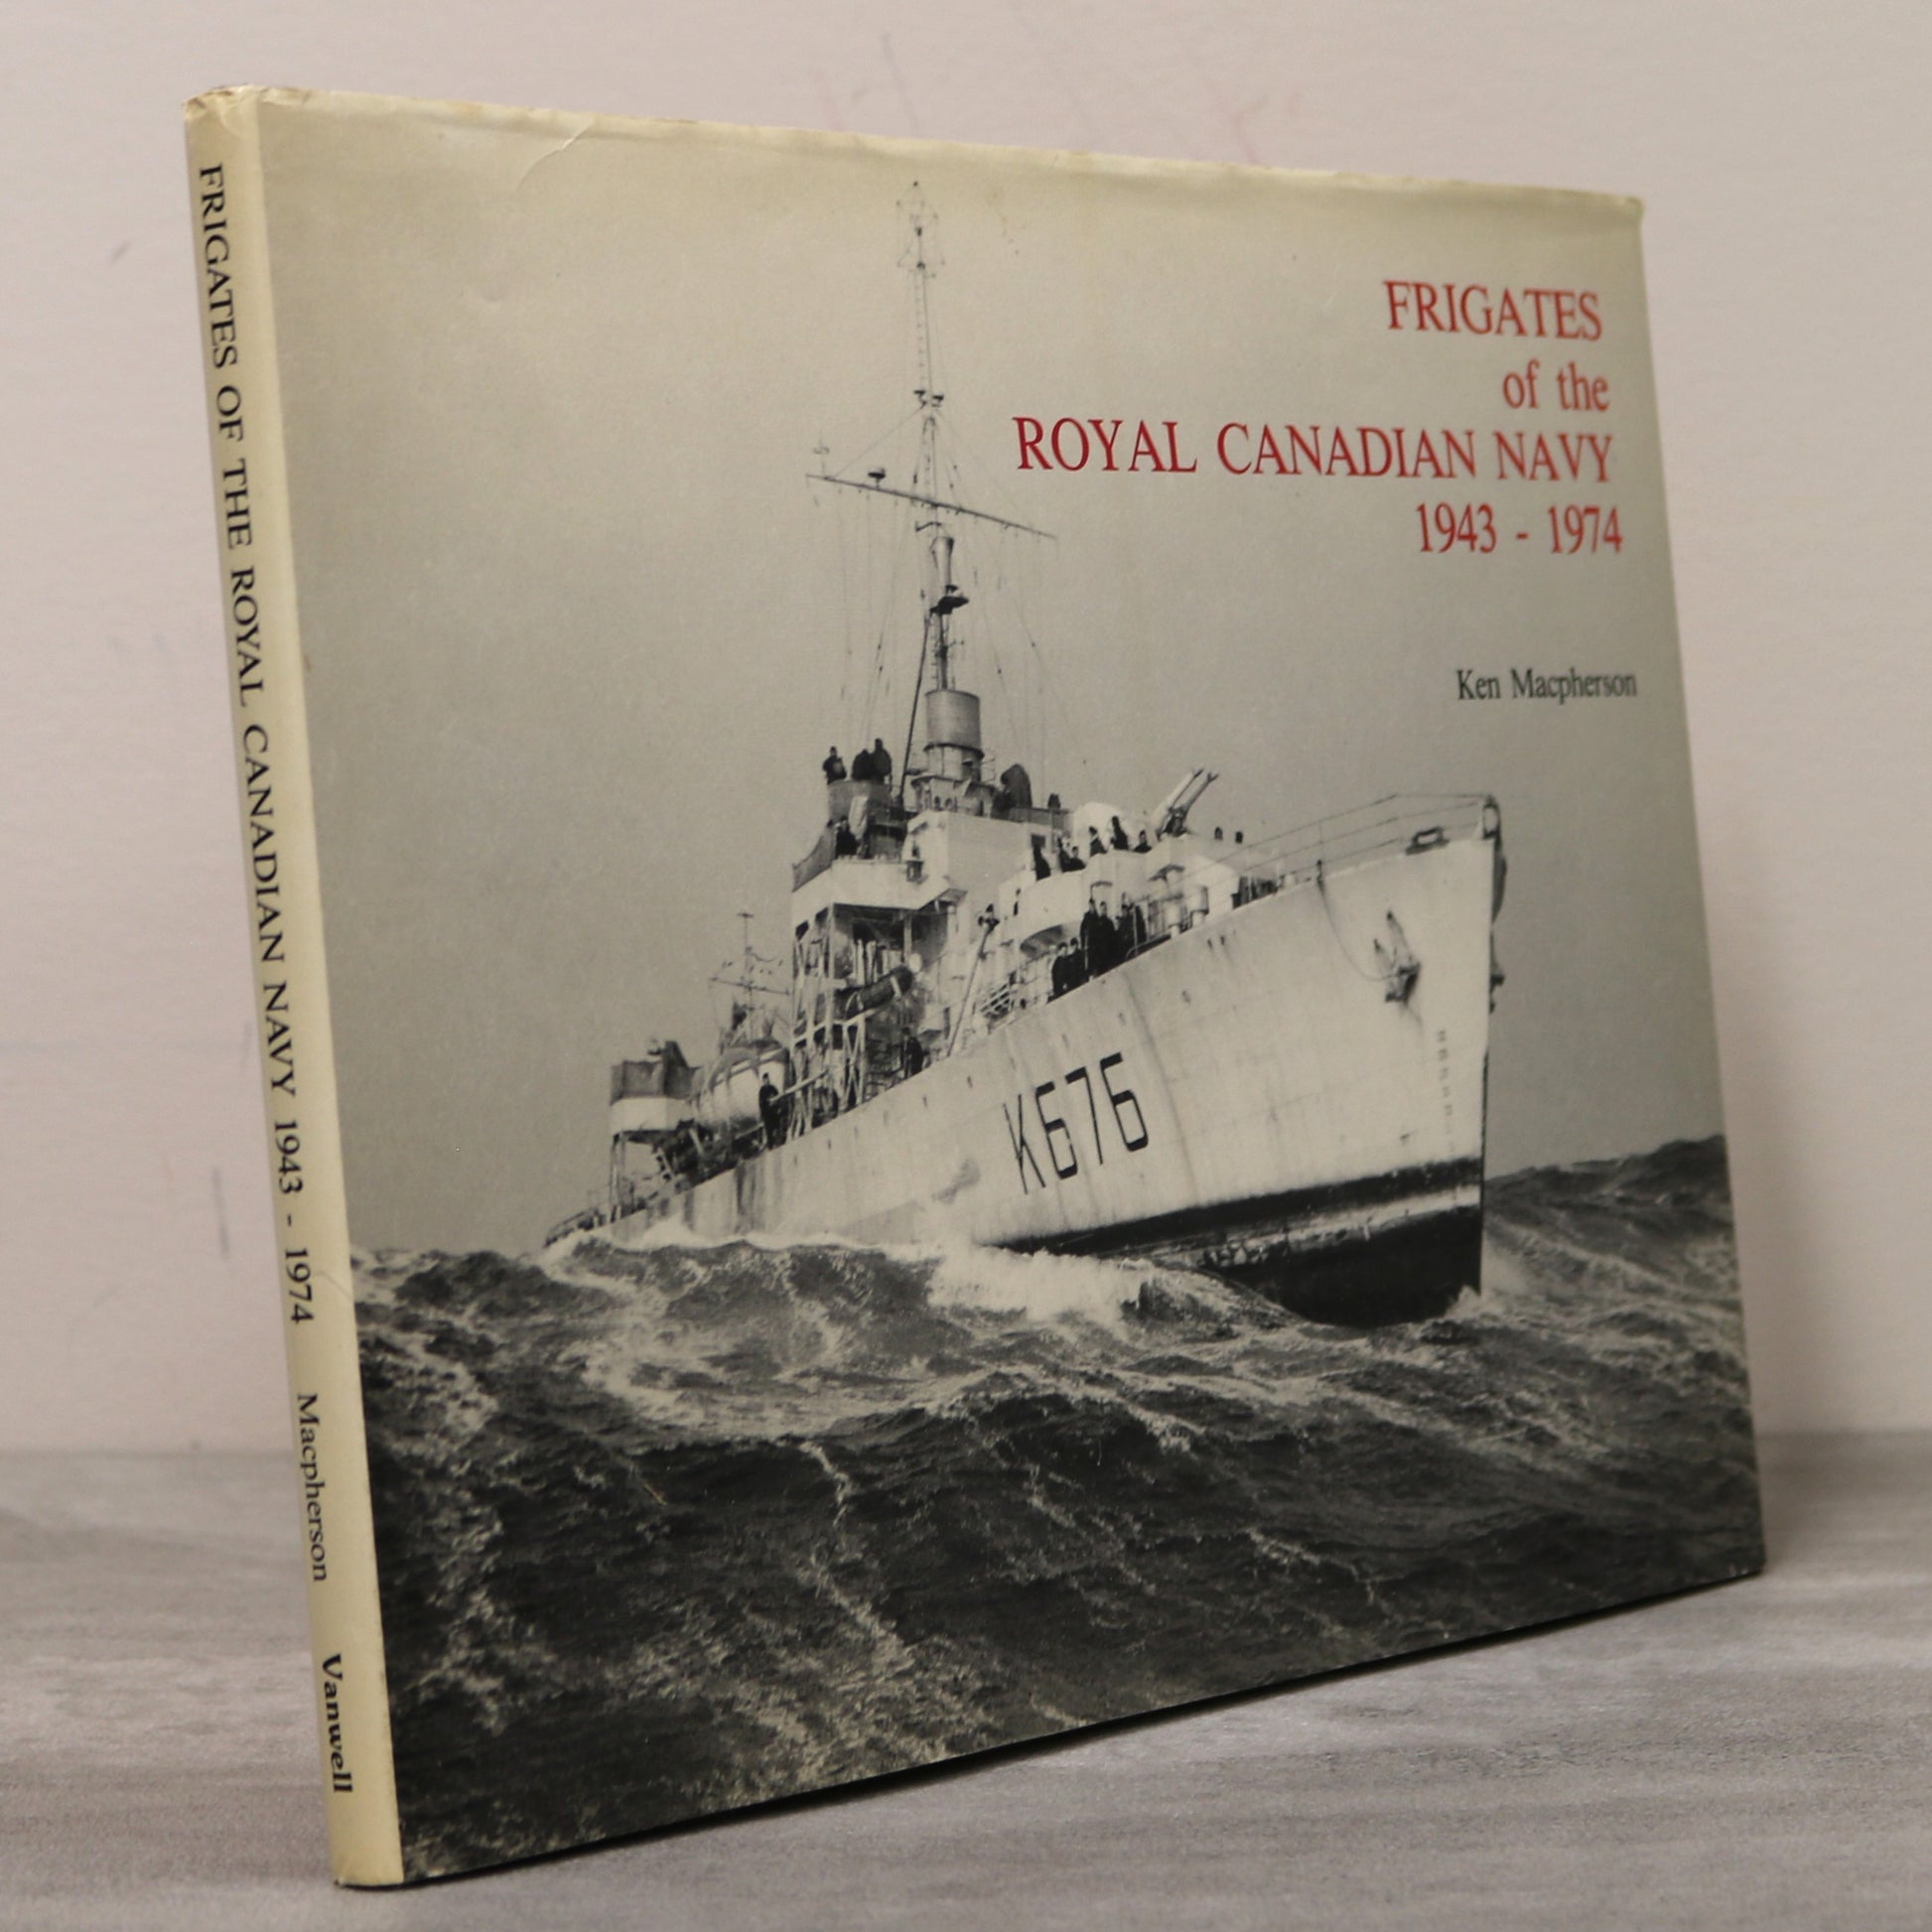 FRIGATES OF THE ROYAL CANADIAN NAVY 1943 - 1974 Macpherson Vanwell
FRIGATES
of the
ROYAL CANADIAN NAVY
1943 - 1974
Ken Macpherson
K676